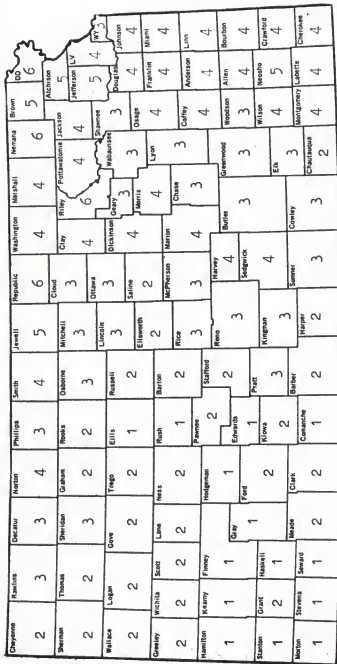 Cheyenne
2
Rawlins
3
Decatur
3
Norton
4
Phillips
3
Smith
4
Jewell
5
Republic
6
Washington
4
Marshall
4
Nemaha
6
Brown
5
DO
6
Sherman
2
Thomas
2
Sheridan
3
Graham
2
Rooks
2
Osborne
3
Mitchell
3
Cloud
3
Clay
4
Riley
6
Pottawatomie
4
Jackson
4
Atchison
5
Jefferson
5
LV
4
WY
3
Wallace
2
Logan
2
Gove
2
Trego
2
Ellis
1
Russell
2
Lincoln
3
Ottawa
3
Saline
2
Dickinson
4
Geary
3
Wabaunsee
3
Shawnee
3
Douglas
4
Johnson
4
Greeley
2
Wichita
2
Scott
2
Lane
2
Ness
2
Rush
1
Barton
2
Ellsworth
2
Rice
3
McPherson
3
Marion
4
Morris
4
Chase
3
Lyon
3
Osage
4
Franklin
4
Miami
4
Coffey
4
Anderson
4
Linn
4
Hamilton
1
Kearny
1
Finney
1
Hodgeman
1
Pawnee
2
Stafford
2
Reno
3
Harvey
4
Butler
3
Greenwood
3
Woodson
3
Allen
4
Bourbon
4
Stanton
1
Grant
2
Haskell
1
Gray
1
Ford
2
Edwards
1
Kiowa
2
Pratt
3
Kingman
3
Sedgwick
4
Elk
3
Wilson
4
Neosho
5
Crawford
4
Morton
1
Stevens
1
Seward
1
Meade
2
Clark
2
Comanche
1
Barber
2
Harper
2
Sumner
3
Cowley
3
Chautauqua
2
Montgomery
4
Labette
4
Cherokee
4